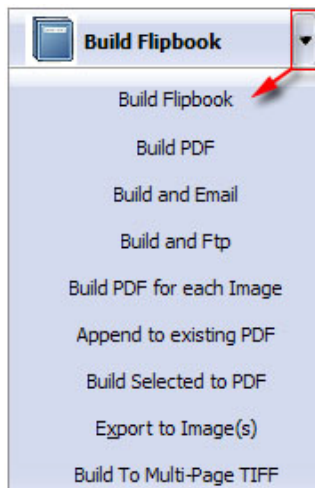 Build Flipbook
Build Flipbook
Build PDF
Build and Email
Build and Ftp
Build PDF for each Image
Append to existing PDF
Build Selected to PDF
Export to Image(s)
Build To Multi-Page TIFF